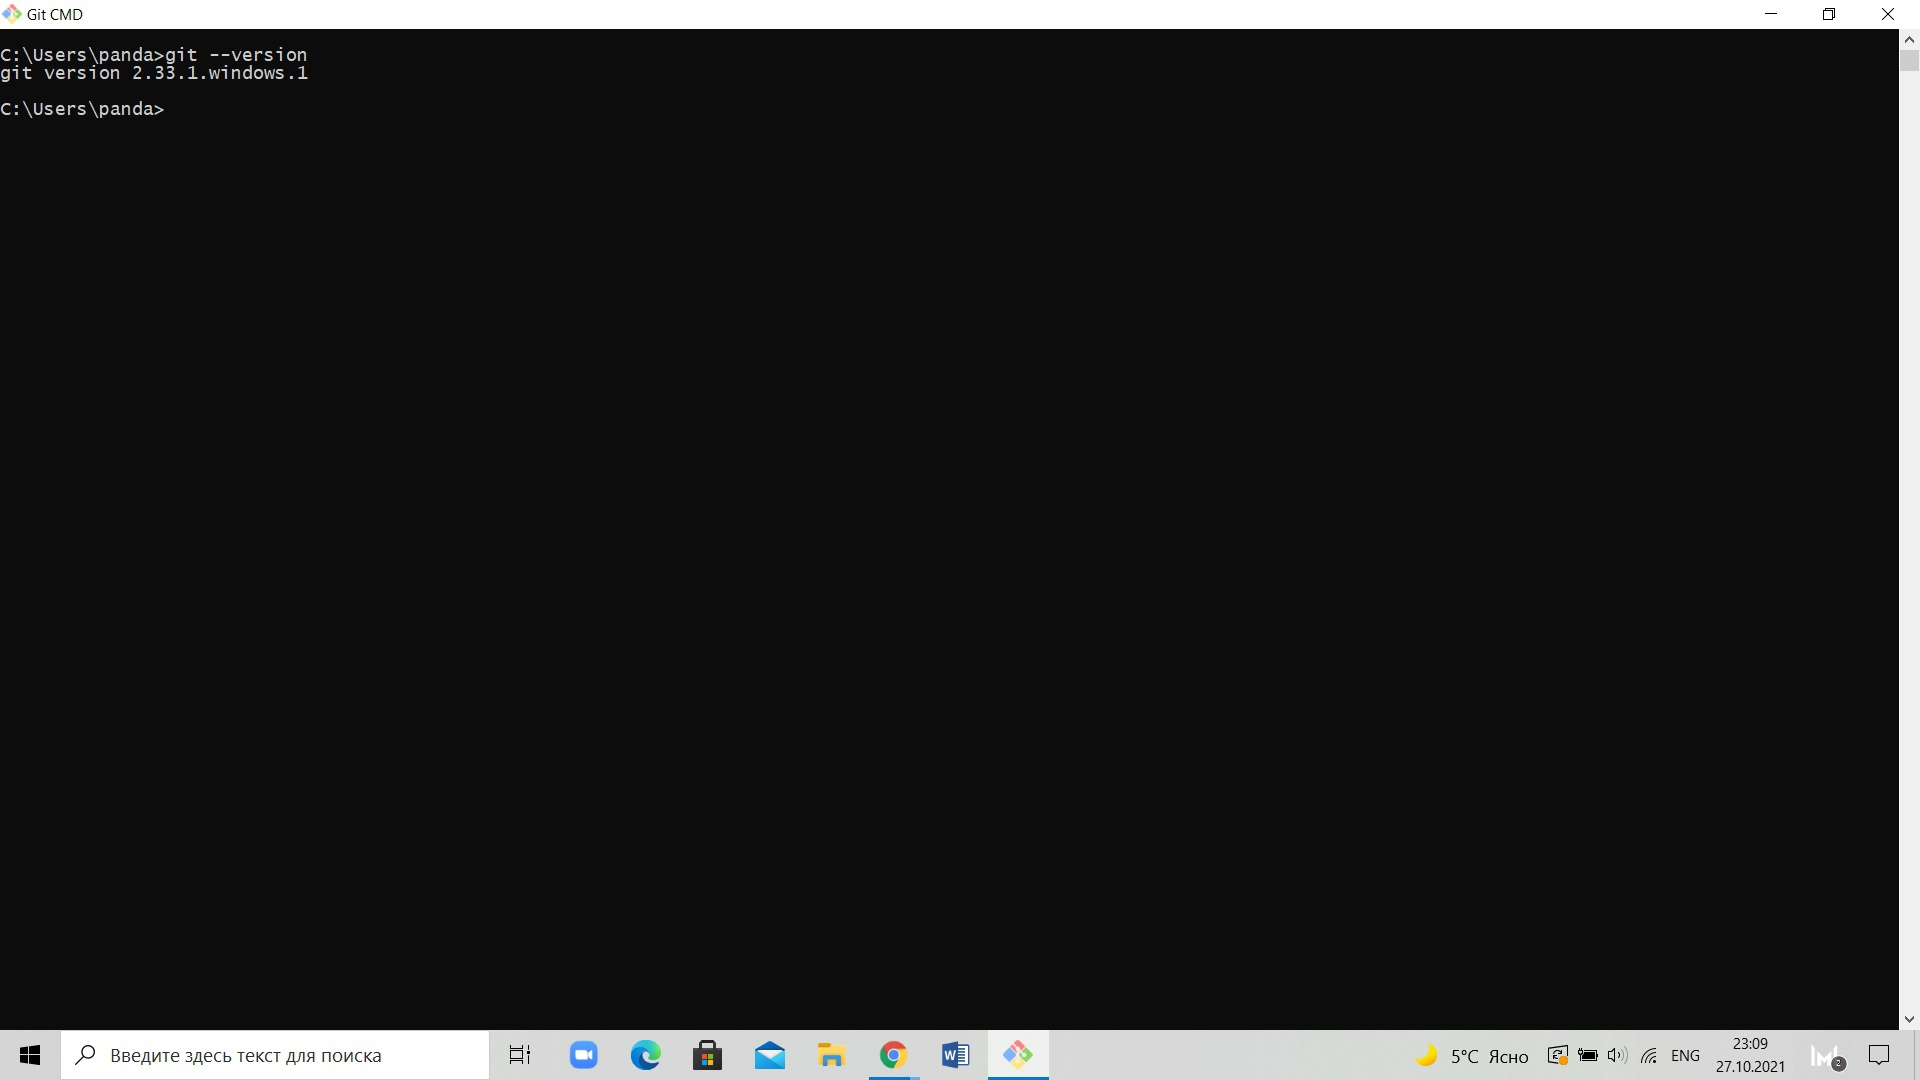 Git CMD
C:\Users\panda>git --version
git version 2.33.1.windows.1
C:\Users\panda>
Введите здесь текст для поиска
5°C Ясно
ENG
23:09
27.10.2021
2